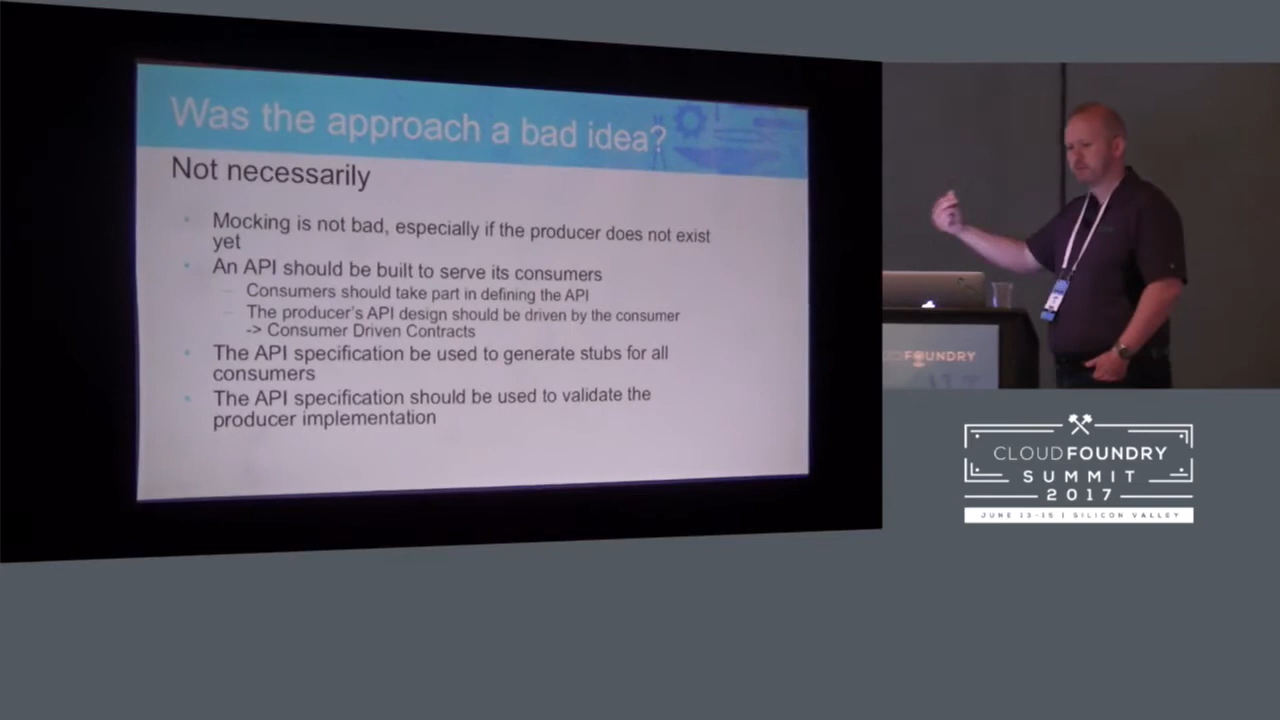 Was the approach a bad idea?
Not necessarily
Mocking is not bad, especially if the producer does not exist
yet
An API should be built to serve its consumers
Consumers should take part in defining the API
The producer's API design should be driven by the consumer
-> Consumer Driven Contracts
The API specification be used to generate stubs for all
consumers
The API specification should be used to validate the
producer implementation
UDFOUNDRY
CLOUDFOUNDRY
SUMMIT
2017
JUNE 13-15 | SILICON VALLEY